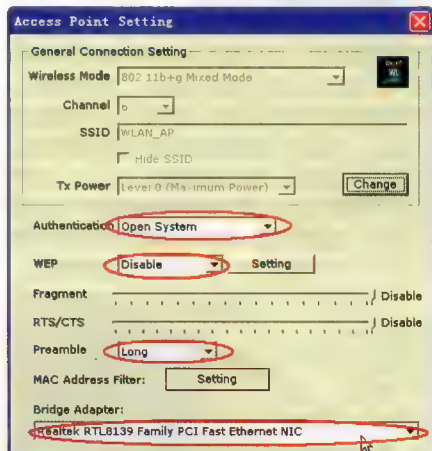 Access Point Setting
General Connection Setting
Wireless Mode 802 11b+g Mixed Mode
Channel 6
SSID WLAN_AP
Hide SSID
Tx Power Level 0 (Maximum Power) Change
Authentication Open System
WEP Disable Setting
Fragment Disable
RTS/CTS Disable
Preamble Long
MAC Address Filter: Setting
Bridge Adapter:
Realtek RTL8139 Family PCI Fast Ethernet NIC